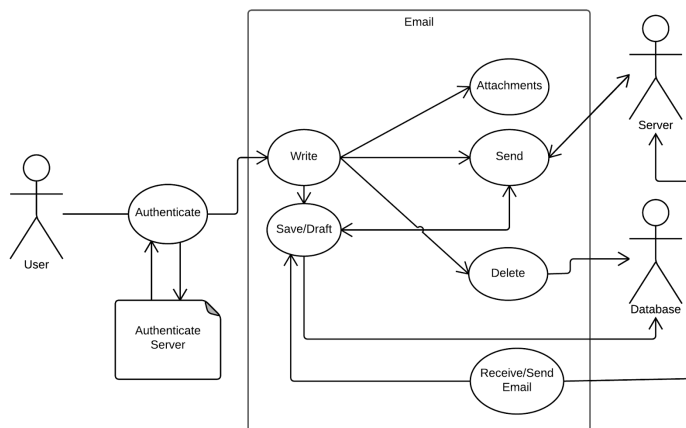 Email
Attachments
Server
Write
Send
Authenticate
User
Save/Draft
Delete
Database
Authenticate
Server
Receive/Send
Email